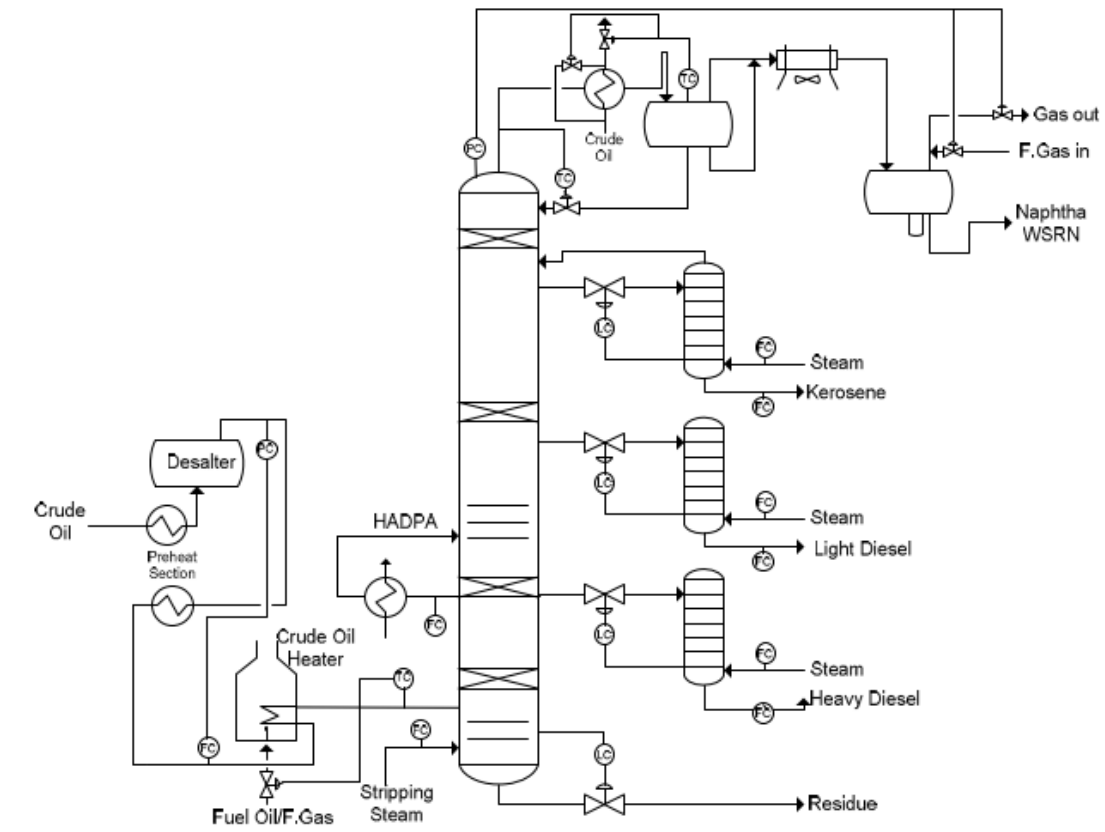 PC
TC
Crude
Oil
TC
Gas out
F.Gas in
TC
Naphtha
WSRN
LC
FC
Steam
Kerosene
FC
Desalter
PC
Crude
Oil
Preheat
Section
HADPA
LC
FC
Steam
Light Diesel
FC
FC
Crude Oil
Heater
LC
FC
Steam
Heavy Diesel
FC
TC
FC
FC
LC
Stripping
Steam
Fuel Oil/F.Gas
Residue